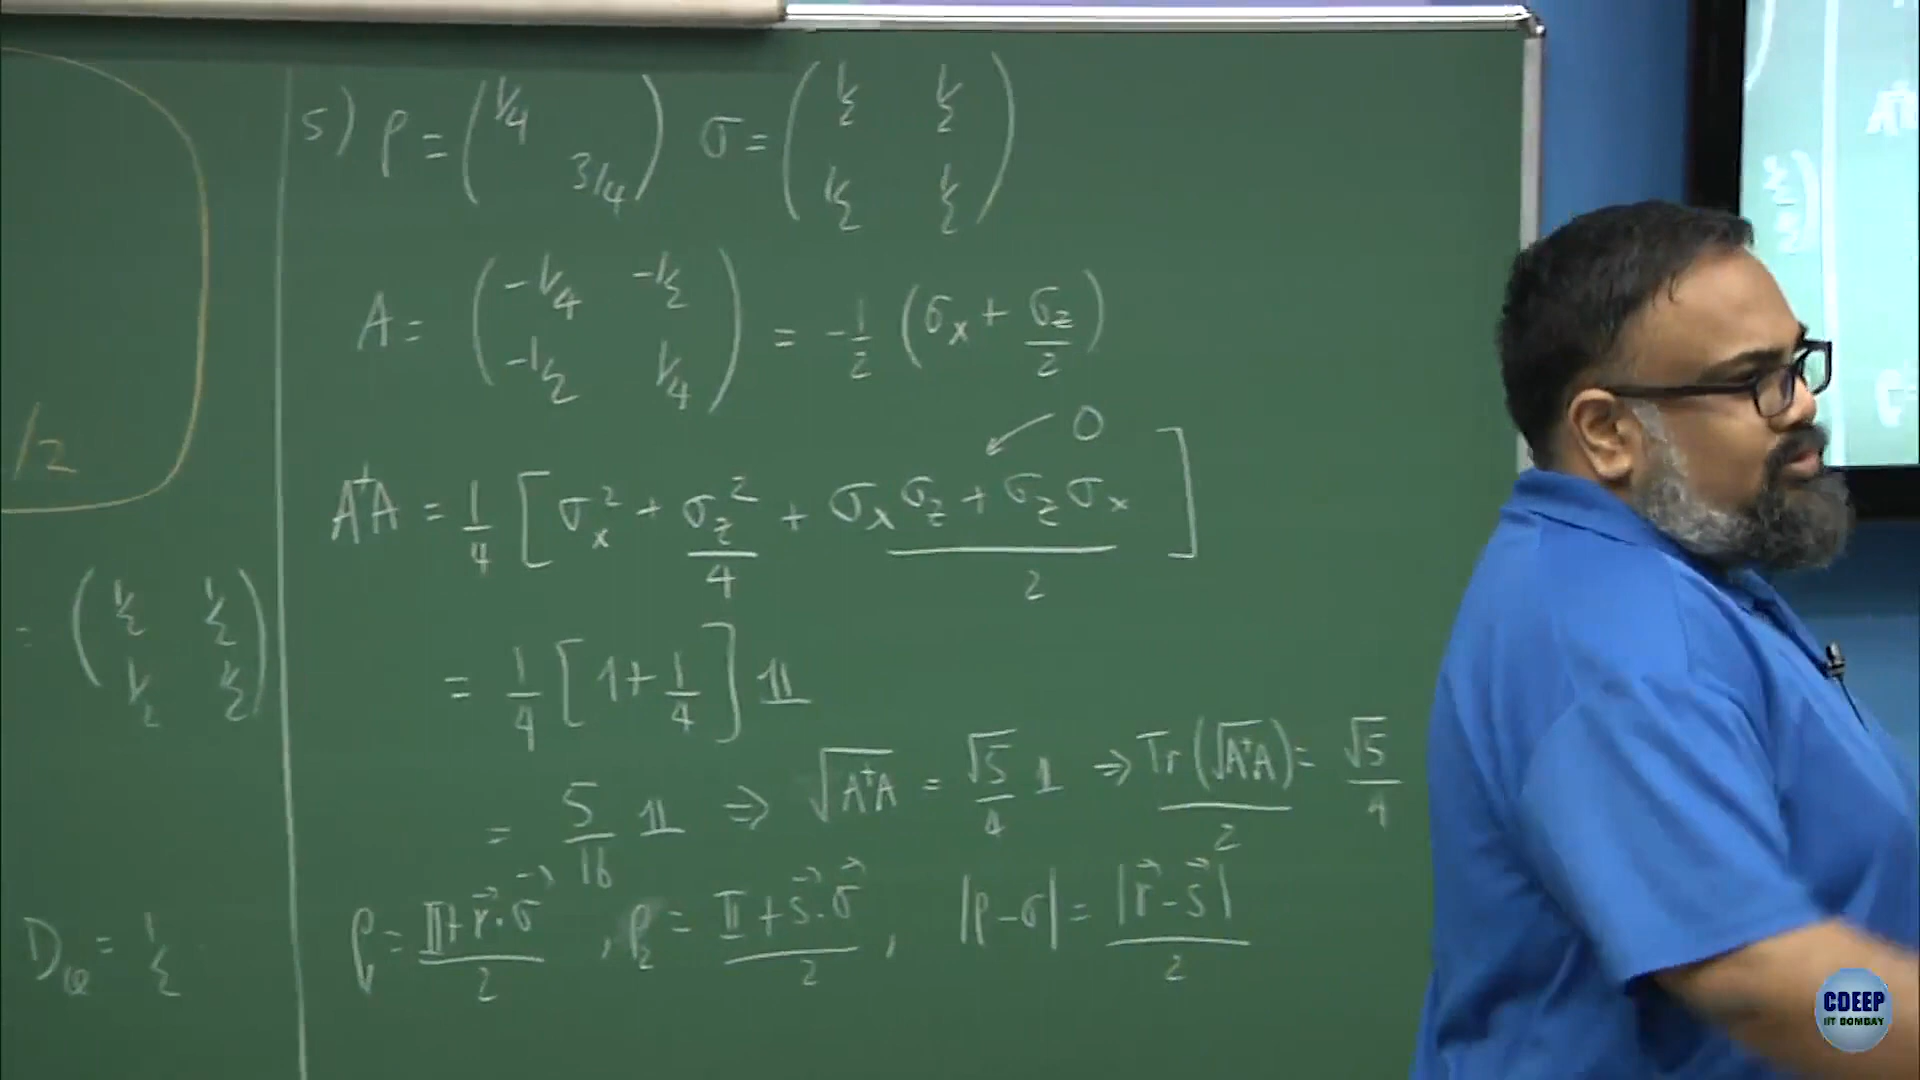 5) ρ = (1/4 3/4) σ = (1/2 1/2
1/2 1/2)
A = (-1/4 -1/2
-1/2 1/4) = -1/2 (σx + σz/2)
0
/2
A†A = 1/4 [σx² + σz²/4 + (σxσz + σzσx)/2]
= (1/2 1/2
1/2 1/2)
= 1/4 [1 + 1/4] 𝟙
= 5/16 𝟙 ⇒ √A†A = √5/4 𝟙 ⇒ Tr(√A†A)/2 = √5/4
DQ = 1/2
ρ1 = (𝟙 + r⃗·σ⃗)/2 , ρ2 = (𝟙 + s⃗·σ⃗)/2 , |ρ-σ| = |r⃗ - s⃗|/2
CDEEP
IIT BOMBAY